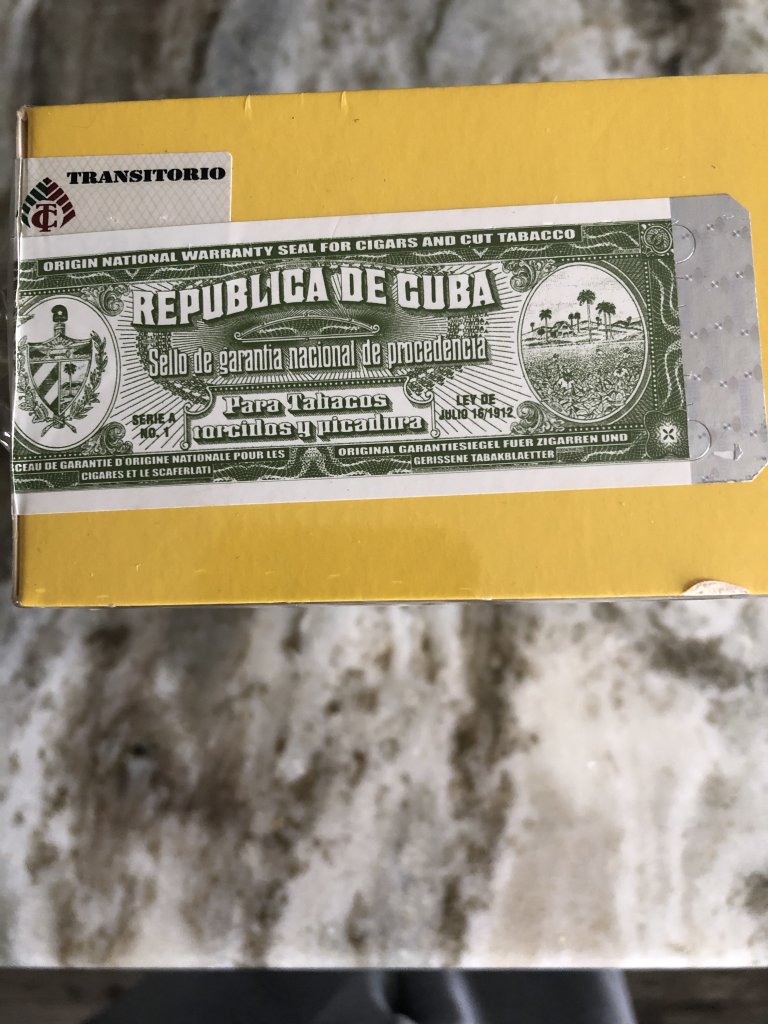 TRANSITORIO
TC
ORIGIN NATIONAL WARRANTY SEAL FOR CIGARS AND CUT TABACCO
REPUBLICA DE CUBA
Sello de garantia nacional de procedencia
SERIE A
NO. 1
Para Tabacos
torcidos y picadura
LEY DE
JULIO 16/1912
CEAU DE GARANTIE D ORIGINE NATIONALE POUR LES
CIGARES ET LE SCAFERLATI
ORIGINAL GARANTIESIEGEL FUER ZIGARREN UND
GERISSENE TABAKBLAETTER